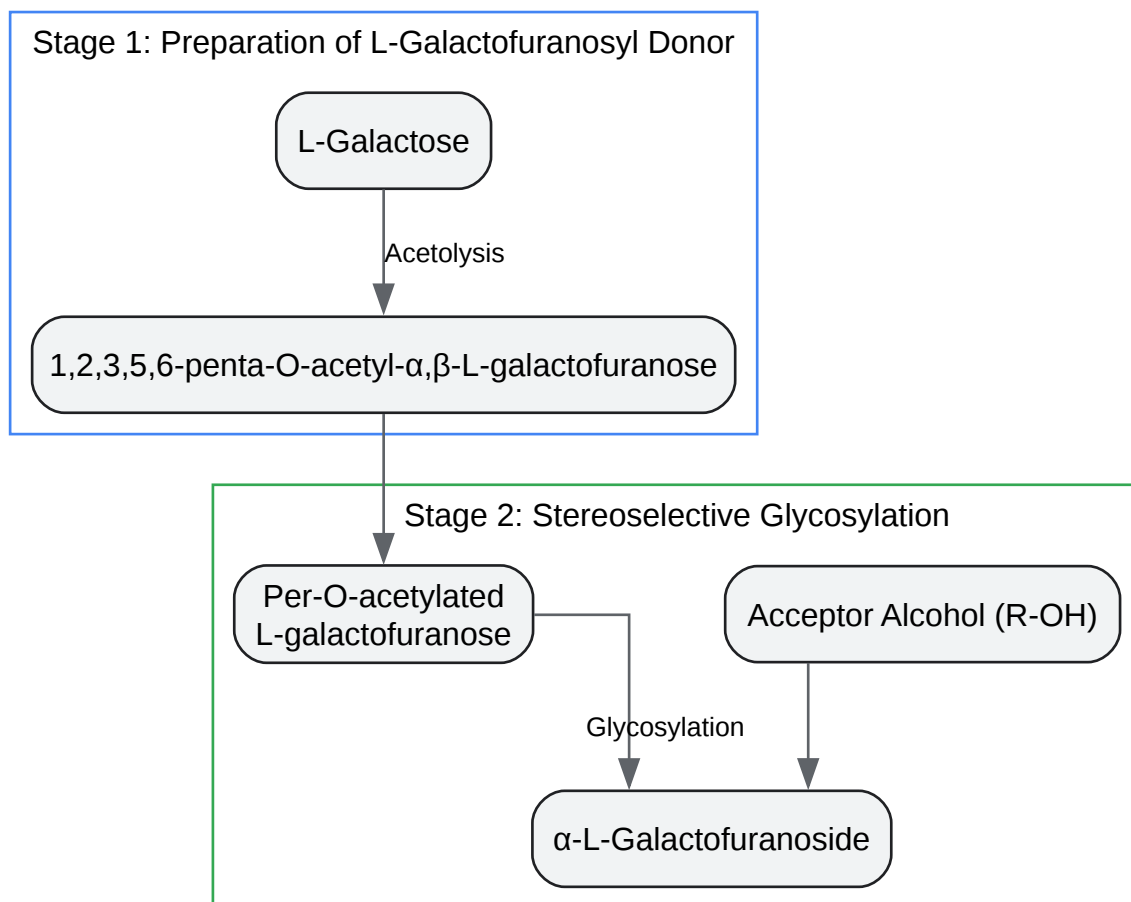 Stage 1: Preparation of L-Galactofuranosyl Donor
L-Galactose
Acetolysis
1,2,3,5,6-penta-O-acetyl-α,β-L-galactofuranose
Stage 2: Stereoselective Glycosylation
Per-O-acetylated
L-galactofuranose
Acceptor Alcohol (R-OH)
Glycosylation
α-L-Galactofuranoside